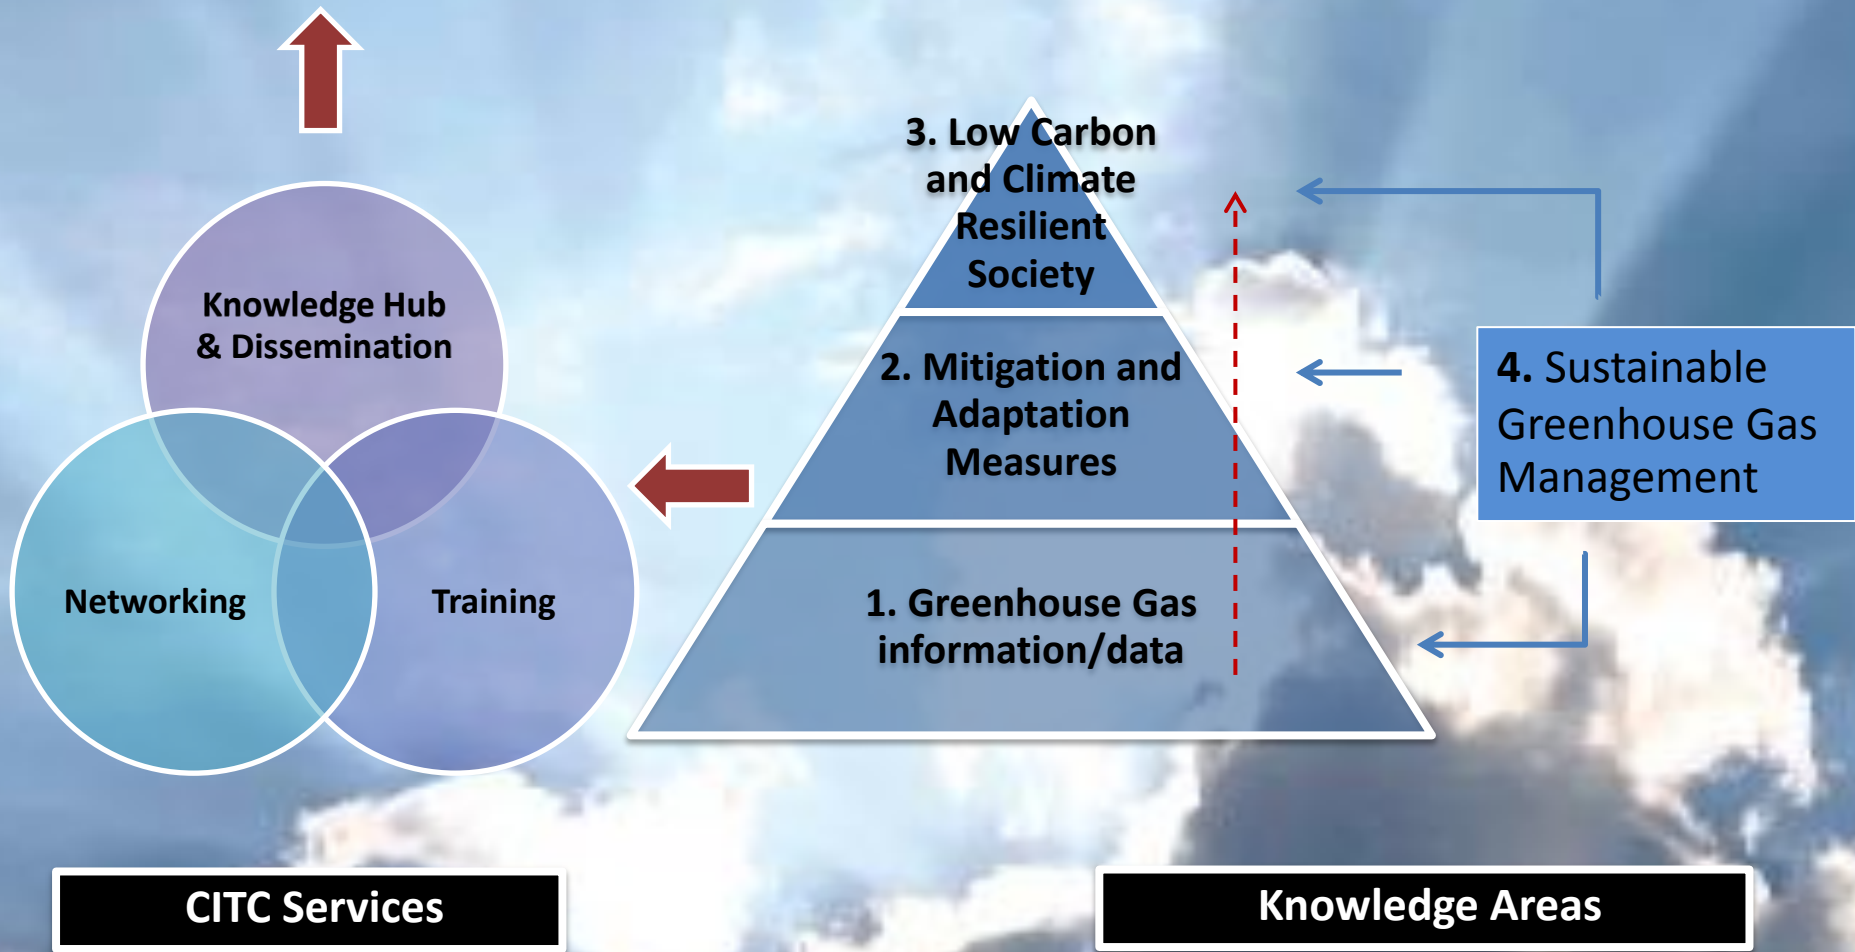 Knowledge Hub
& Dissemination
Networking
Training
3. Low Carbon
and Climate
Resilient
Society
2. Mitigation and
Adaptation
Measures
1. Greenhouse Gas
information/data
4. Sustainable
Greenhouse Gas
Management
CITC Services
Knowledge Areas